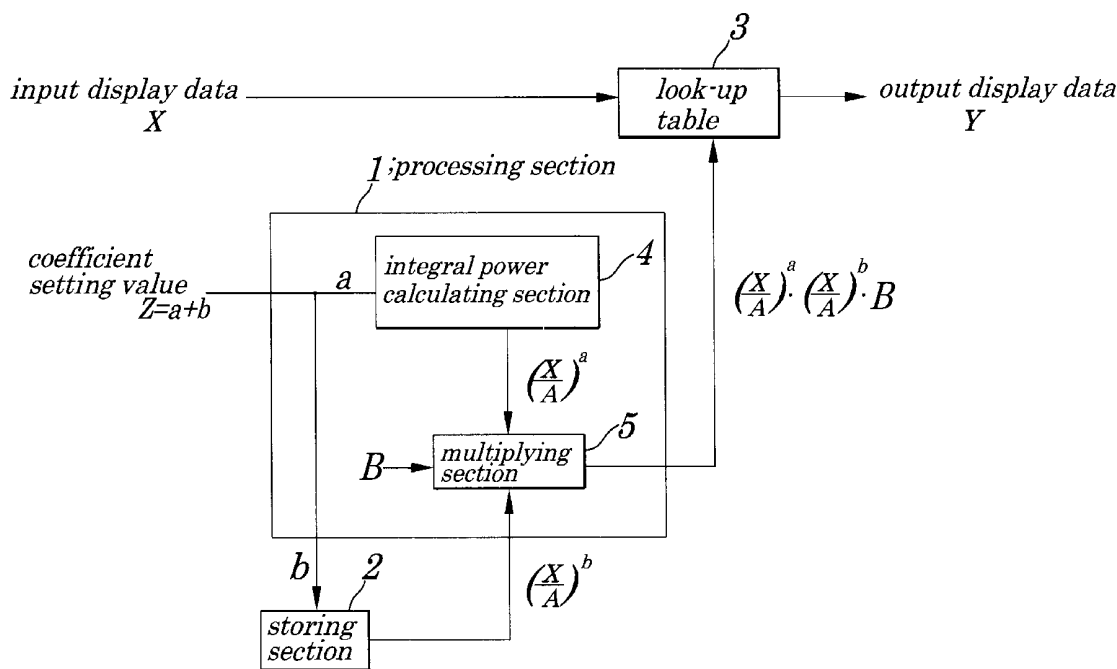 3
input display data
X
look-up
table
output display data
Y
1;processing section
coefficient
setting value
Z=a+b
a
integral power
calculating section
4
(X/A)^a · (X/A)^b · B
(X/A)^a
5
B
multiplying
section
b
2
(X/A)^b
storing
section